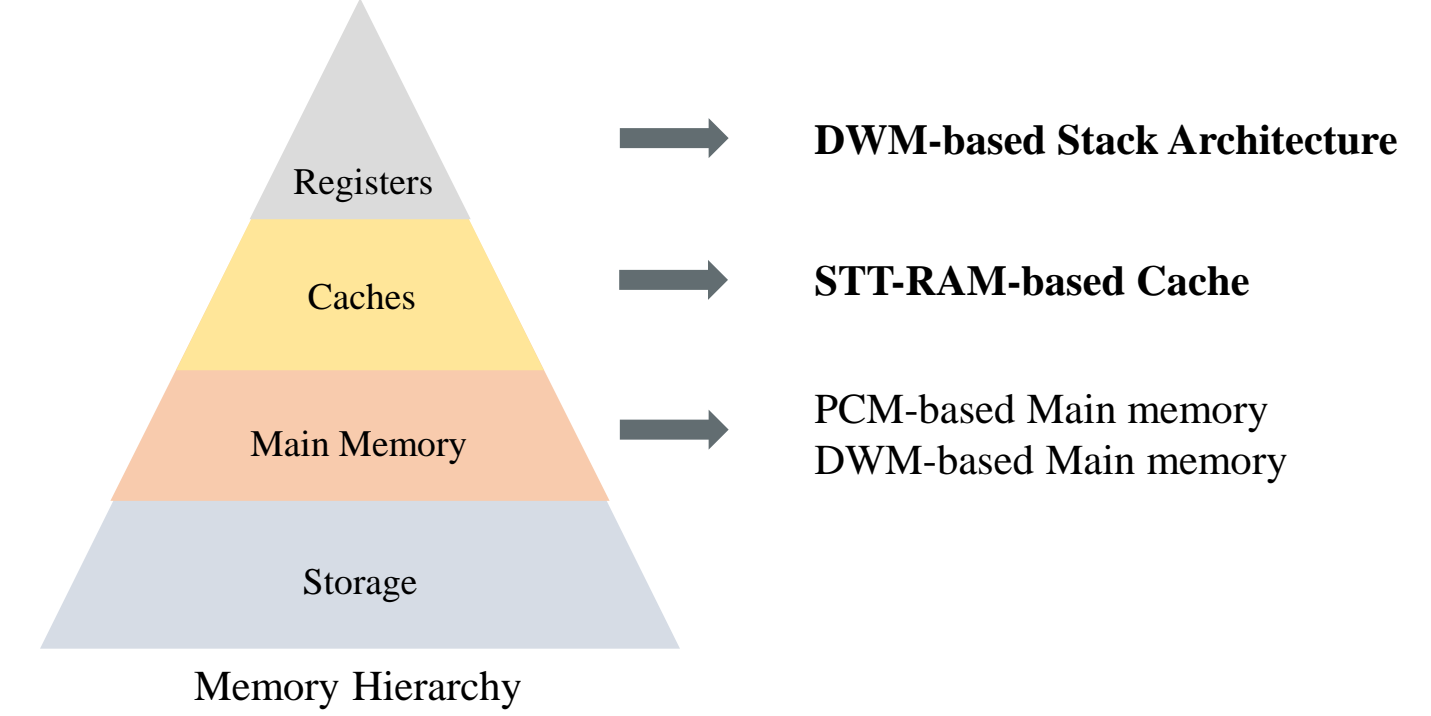 Registers
DWM-based Stack Architecture
Caches
STT-RAM-based Cache
Main Memory
PCM-based Main memory
DWM-based Main memory
Storage
Memory Hierarchy